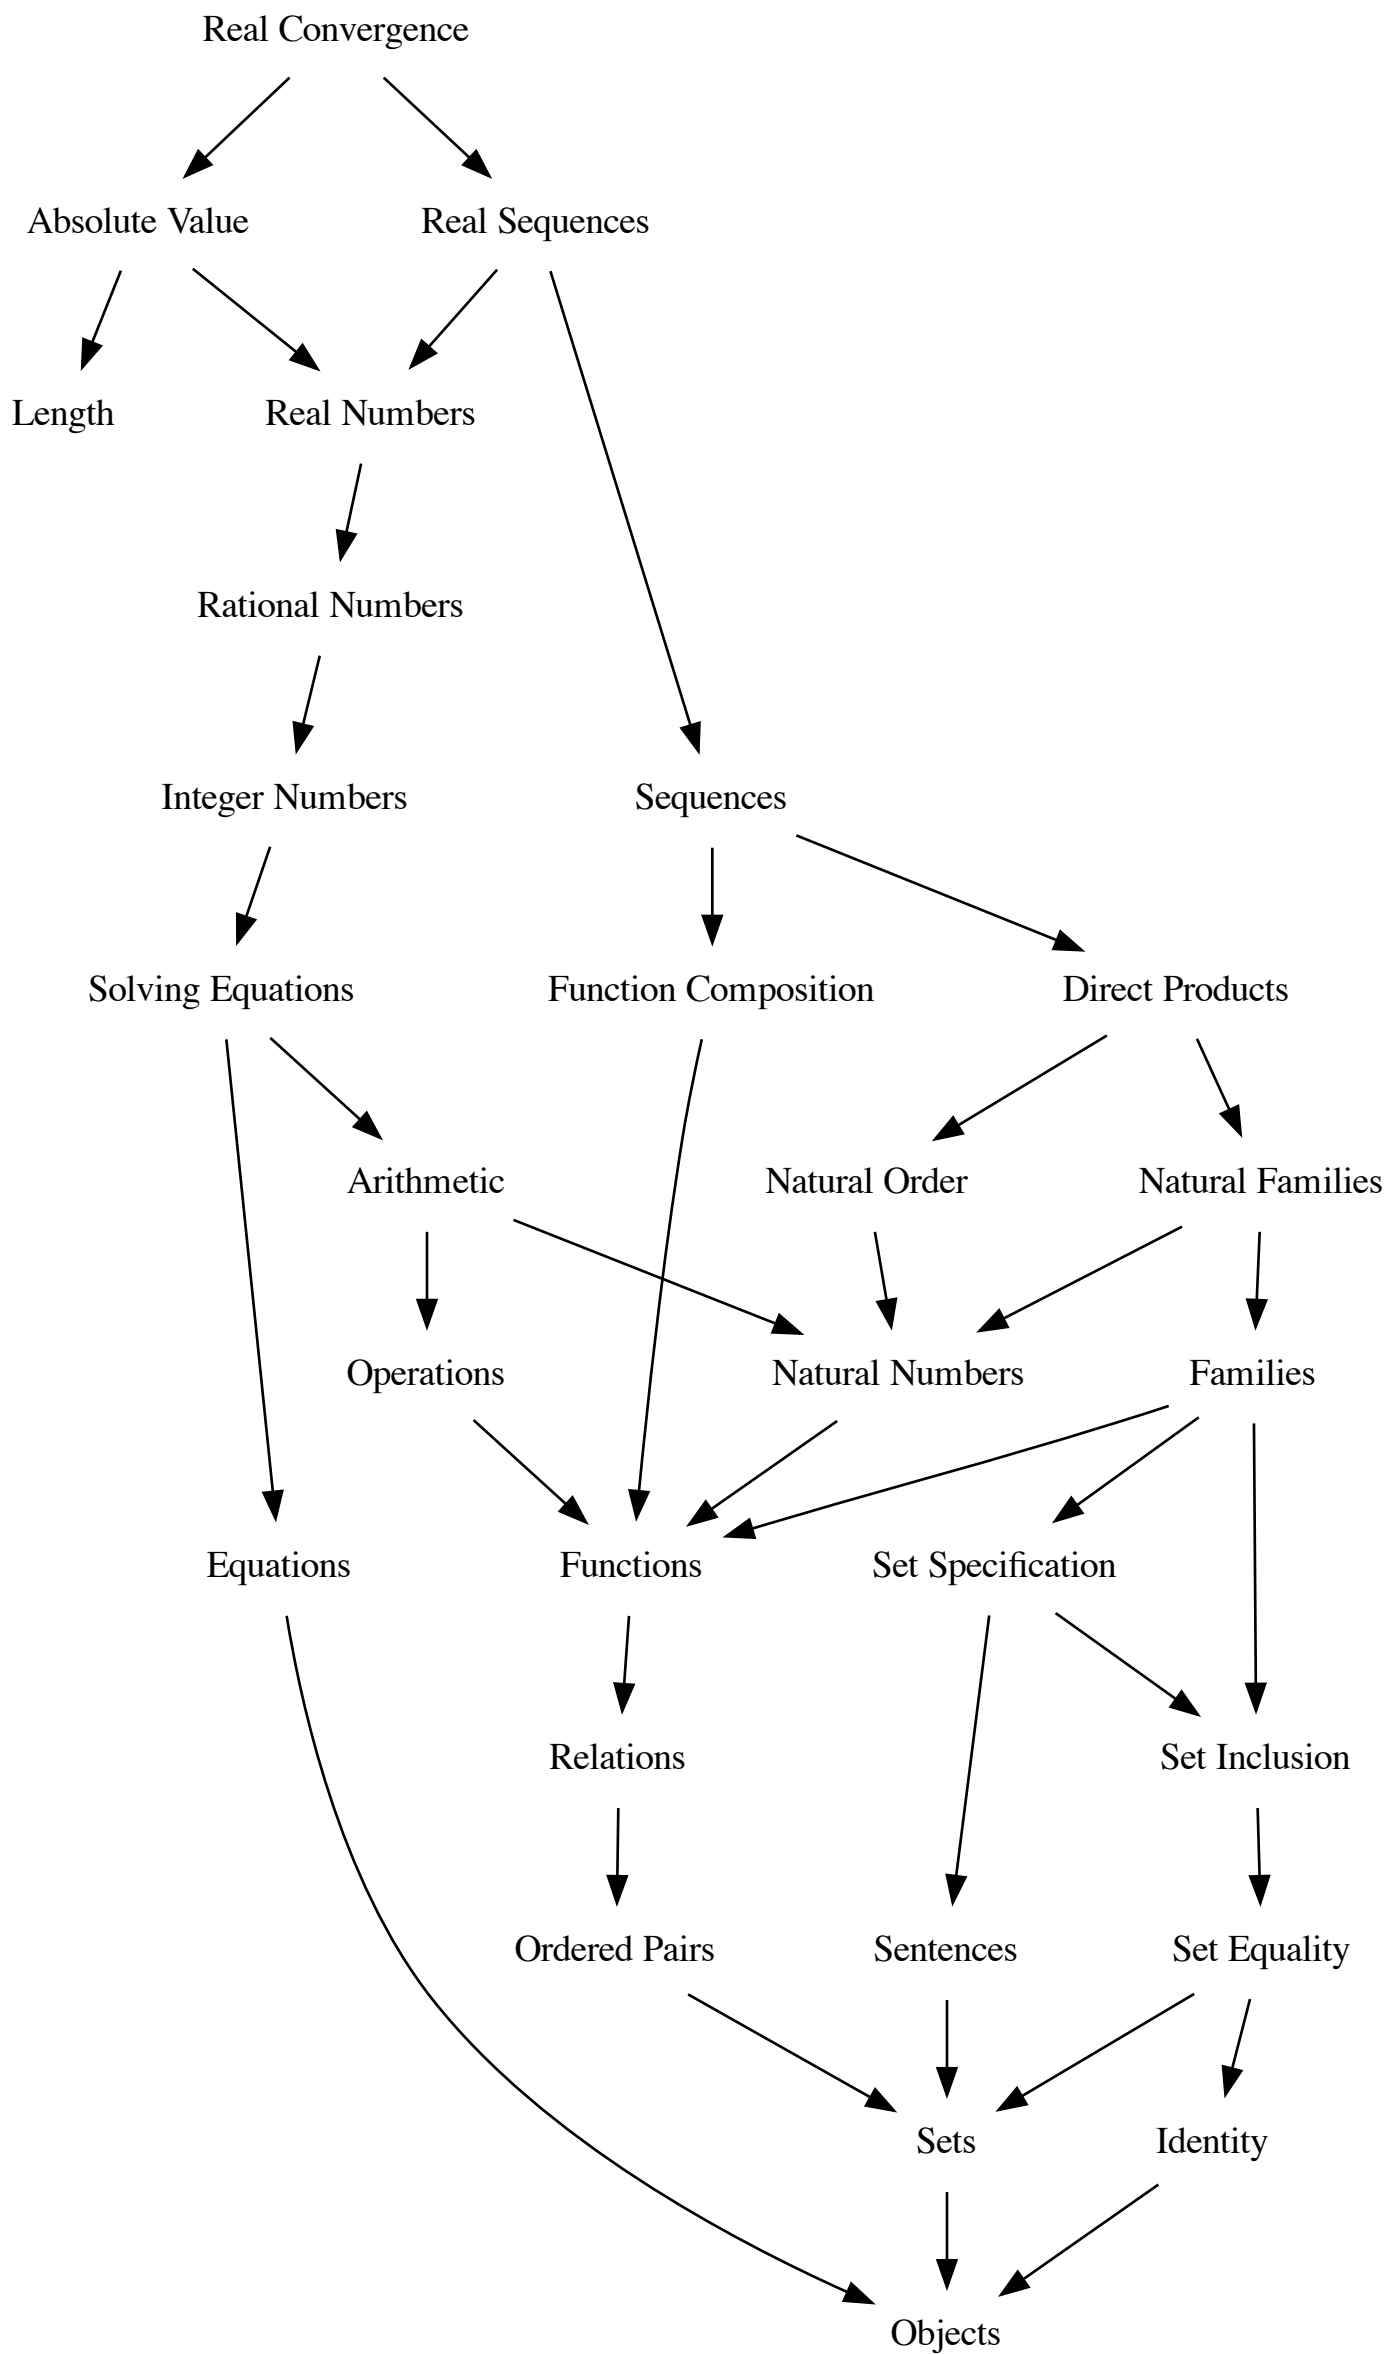 Real Convergence
Absolute Value
Real Sequences
Length
Real Numbers
Rational Numbers
Integer Numbers
Sequences
Solving Equations
Function Composition
Direct Products
Arithmetic
Natural Order
Natural Families
Operations
Natural Numbers
Families
Equations
Functions
Set Specification
Relations
Set Inclusion
Ordered Pairs
Sentences
Set Equality
Sets
Identity
Objects